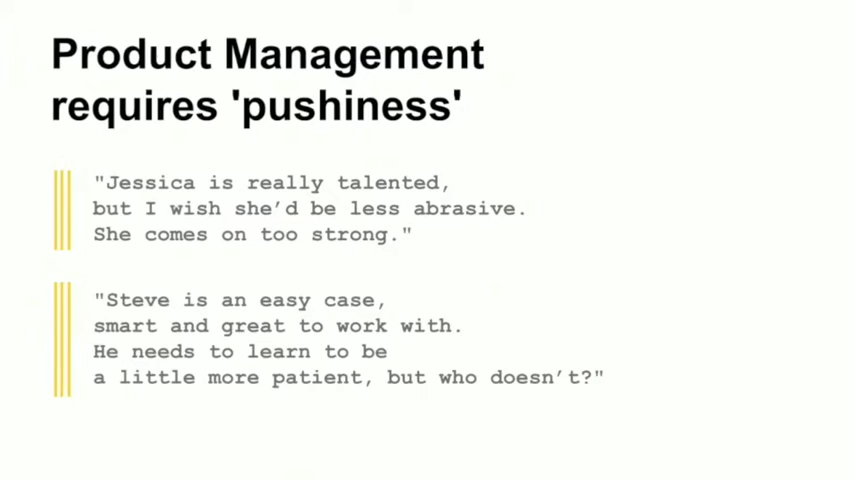 Product Management
requires 'pushiness'
"Jessica is really talented,
but I wish she’d be less abrasive.
She comes on too strong."
"Steve is an easy case,
smart and great to work with.
He needs to learn to be
a little more patient, but who doesn’t?"